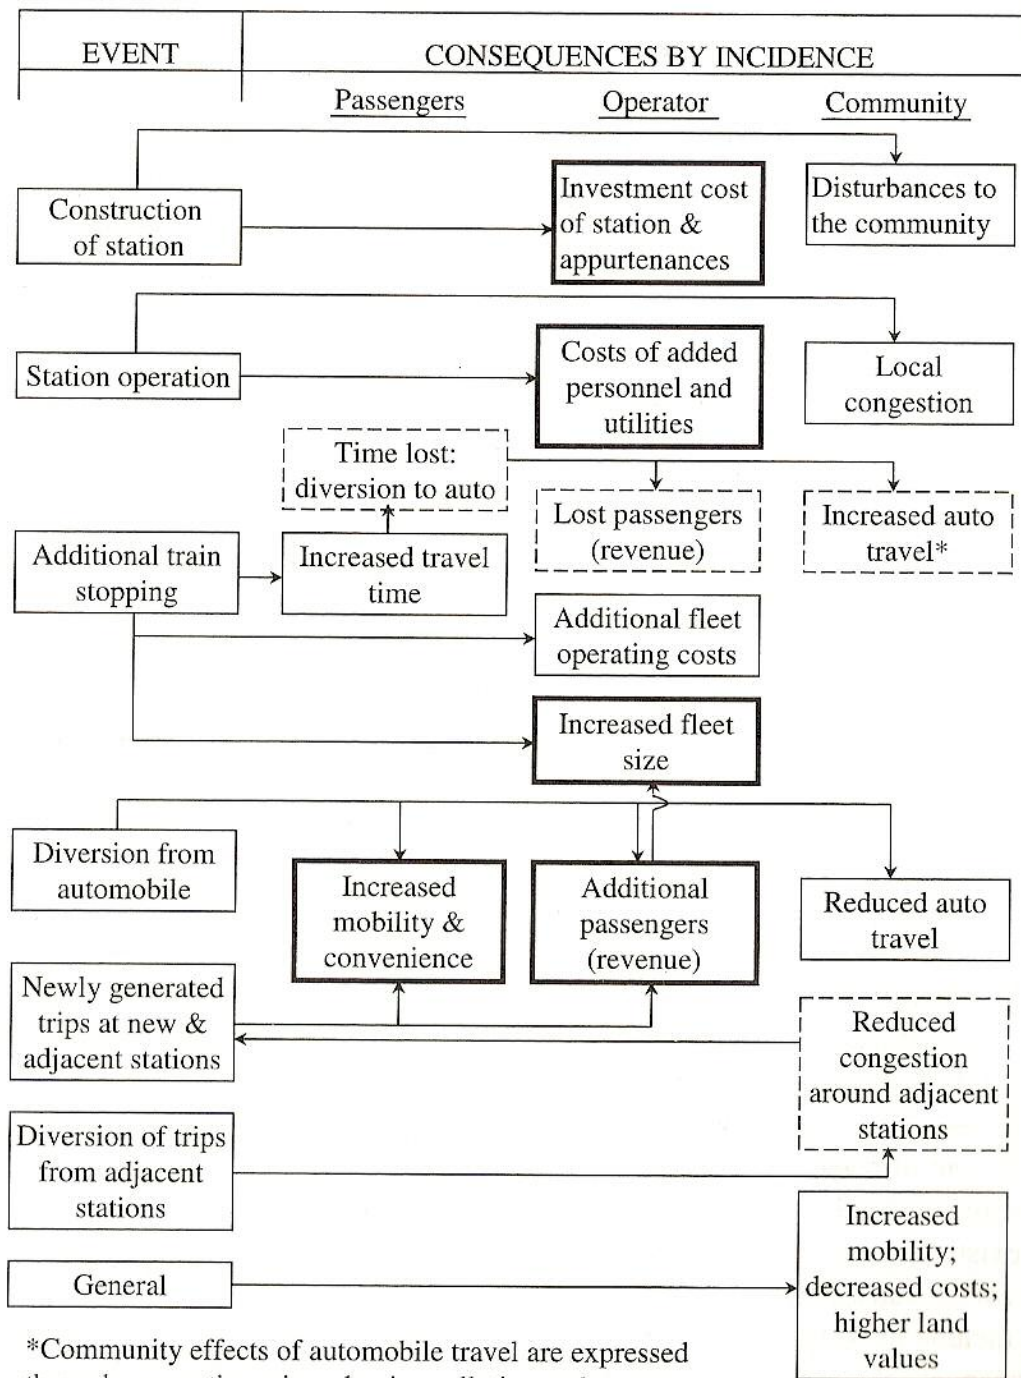 EVENT
CONSEQUENCES BY INCIDENCE
Passengers
Operator
Community
Construction
of station
Investment cost
of station &
appurtenances
Disturbances to
the community
Station operation
Costs of added
personnel and
utilities
Local
congestion
Time lost:
diversion to auto
Lost passengers
(revenue)
Increased auto
travel*
Additional train
stopping
Increased travel
time
Additional fleet
operating costs
Increased fleet
size
Diversion from
automobile
Increased
mobility &
convenience
Additional
passengers
(revenue)
Reduced auto
travel
Newly generated
trips at new &
adjacent stations
Reduced
congestion
around adjacent
stations
Diversion of trips
from adjacent
stations
General
Increased
mobility;
decreased costs;
higher land
values
*Community effects of automobile travel are expressed